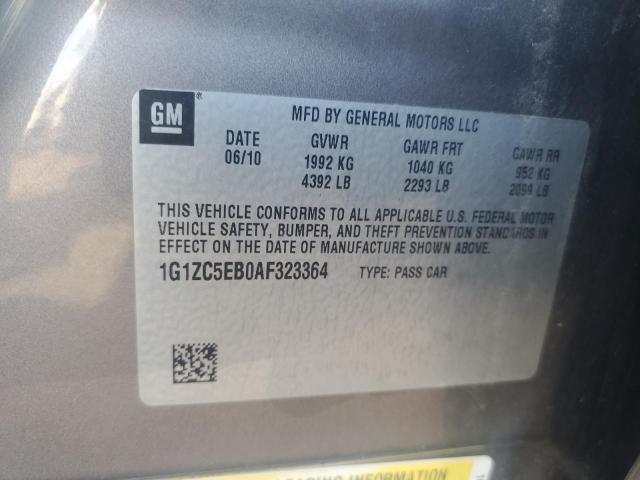 GM ®
MFD BY GENERAL MOTORS LLC
DATE GVWR GAWR FRT GAWR RR
06/10 1992 KG 1040 KG 952 KG
4392 LB 2293 LB 2099 LB
THIS VEHICLE CONFORMS TO ALL APPLICABLE U.S. FEDERAL MOTOR
VEHICLE SAFETY, BUMPER, AND THEFT PREVENTION STANDARDS IN
EFFECT ON THE DATE OF MANUFACTURE SHOWN ABOVE.
1G1ZC5EB0AF323364 TYPE: PASS CAR
INFORMATION